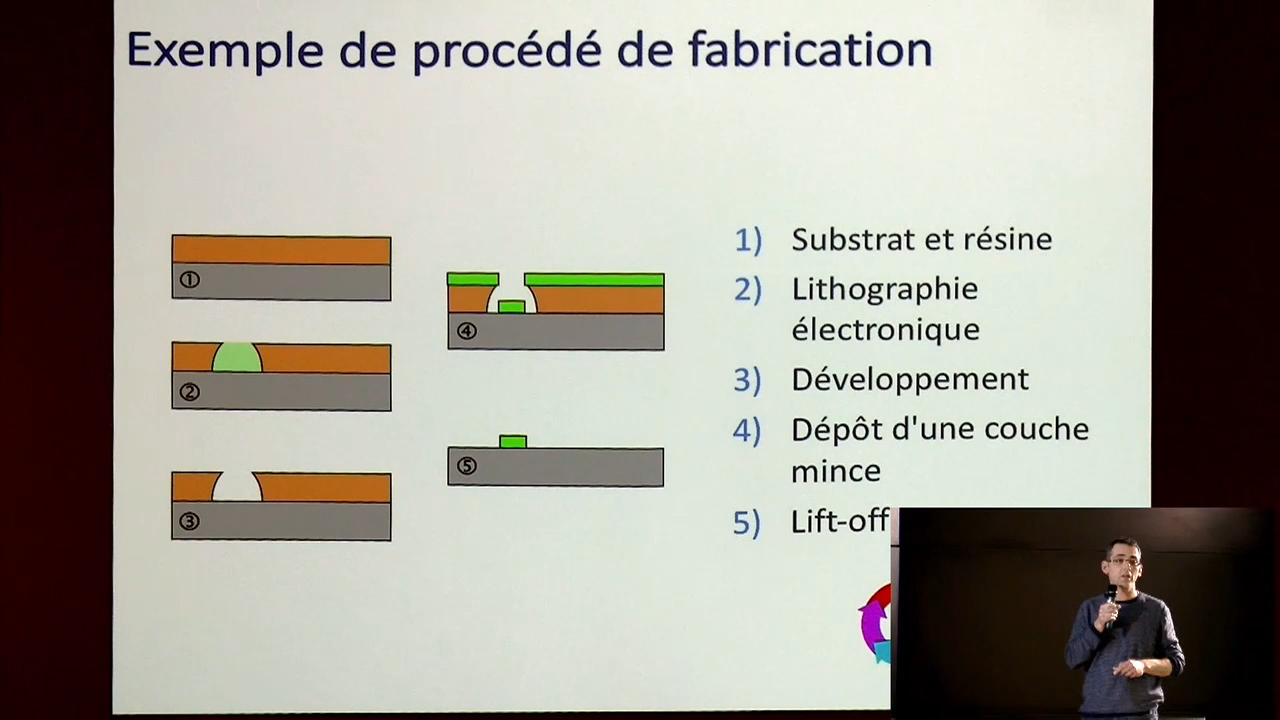 Exemple de procédé de fabrication
①
②
③
④
⑤
1) Substrat et résine
2) Lithographie
électronique
3) Développement
4) Dépôt d'une couche
mince
5) Lift-off